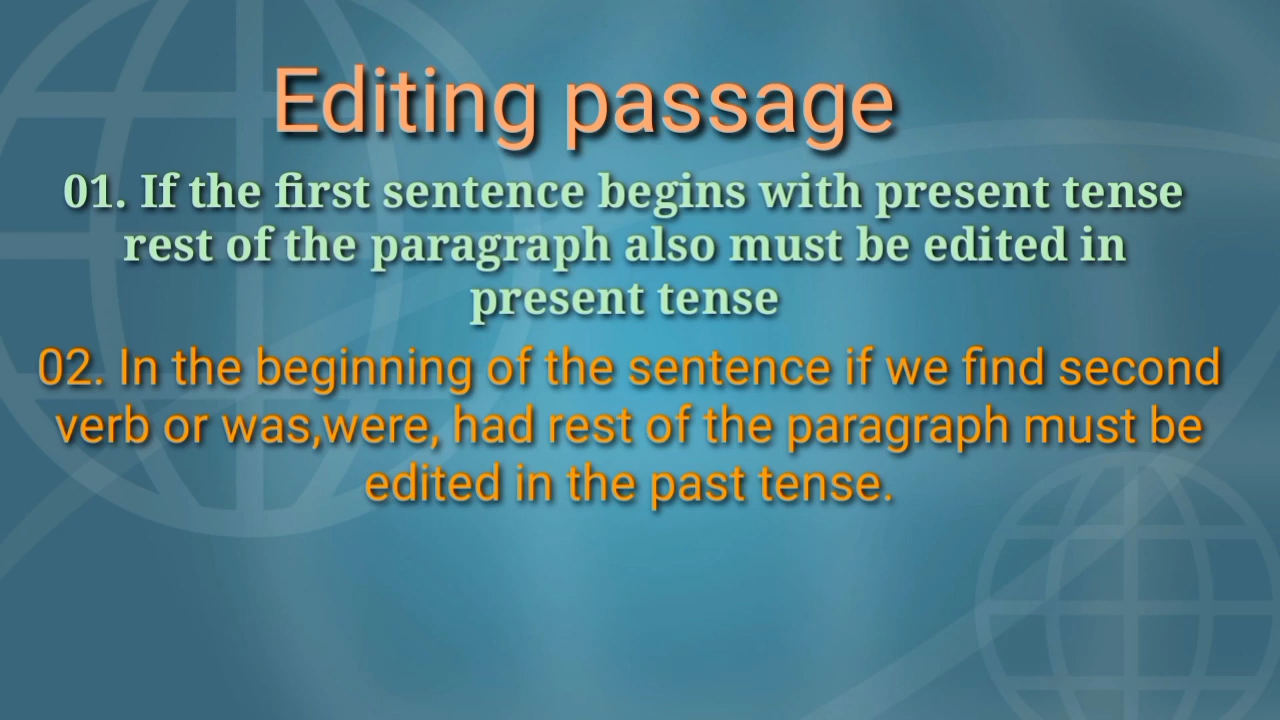 Editing passage
01. If the first sentence begins with present tense
rest of the paragraph also must be edited in
present tense
02. In the beginning of the sentence if we find second
verb or was,were, had rest of the paragraph must be
edited in the past tense.